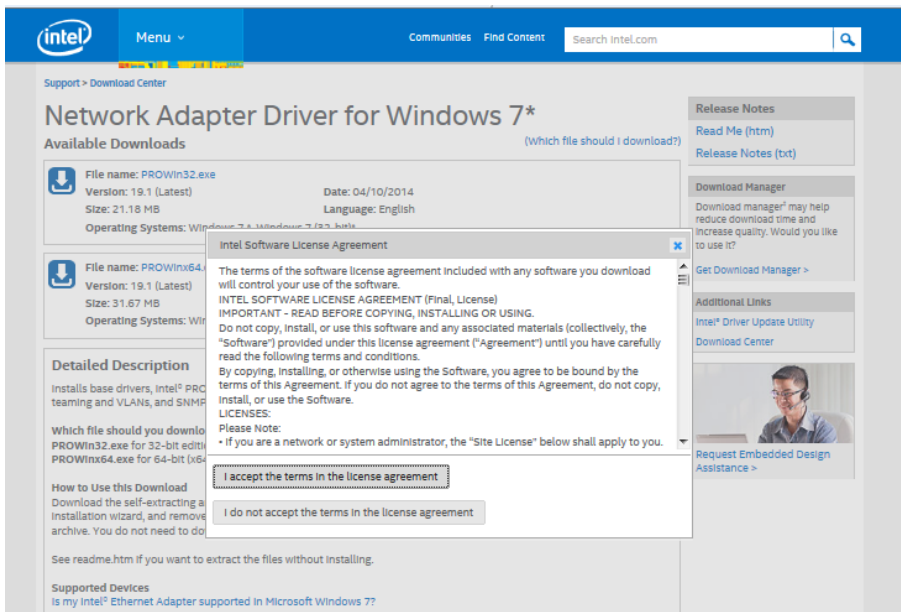 intel
Menu
Communities Find Content
Search Intel.com
Support > Download Center
Network Adapter Driver for Windows 7*
Available Downloads
(Which file should I download?)
File name: PROWin32.exe
Version: 19.1 (Latest)
Date: 04/10/2014
Size: 21.18 MB
Language: English
Operating Systems: Windows 7*, Windows 7 (32-bit)*
File name: PROWinx64.
Version: 19.1 (Latest)
Size: 31.67 MB
Operating Systems: Win
Detailed Description
Installs base drivers, Intel® PRO
teaming and VLANs, and SNMP
Which file should you downlo
PROWin32.exe for 32-bit editi
PROWinx64.exe for 64-bit (x6
How to Use this Download
Download the self-extracting a
installation wizard, and remove
archive. You do not need to do
See readme.htm if you want to extract the files without installing.
Supported Devices
Is my Intel® Ethernet Adapter supported in Microsoft Windows 7?
Intel Software License Agreement
The terms of the software license agreement included with any software you download
will control your use of the software.
INTEL SOFTWARE LICENSE AGREEMENT (Final, License)
IMPORTANT - READ BEFORE COPYING, INSTALLING OR USING.
Do not copy, install, or use this software and any associated materials (collectively, the
"Software") provided under this license agreement ("Agreement") until you have carefully
read the following terms and conditions.
By copying, installing, or otherwise using the Software, you agree to be bound by the
terms of this Agreement. If you do not agree to the terms of this Agreement, do not copy,
install, or use the Software.
LICENSES:
Please Note:
• If you are a network or system administrator, the "Site License" below shall apply to you.
I accept the terms in the license agreement
I do not accept the terms in the license agreement
Release Notes
Read Me (htm)
Release Notes (txt)
Download Manager
Download manager² may help
reduce download time and
increase quality. Would you like
to use it?
Get Download Manager >
Additional Links
Intel® Driver Update Utility
Download Center
Request Embedded Design
Assistance >